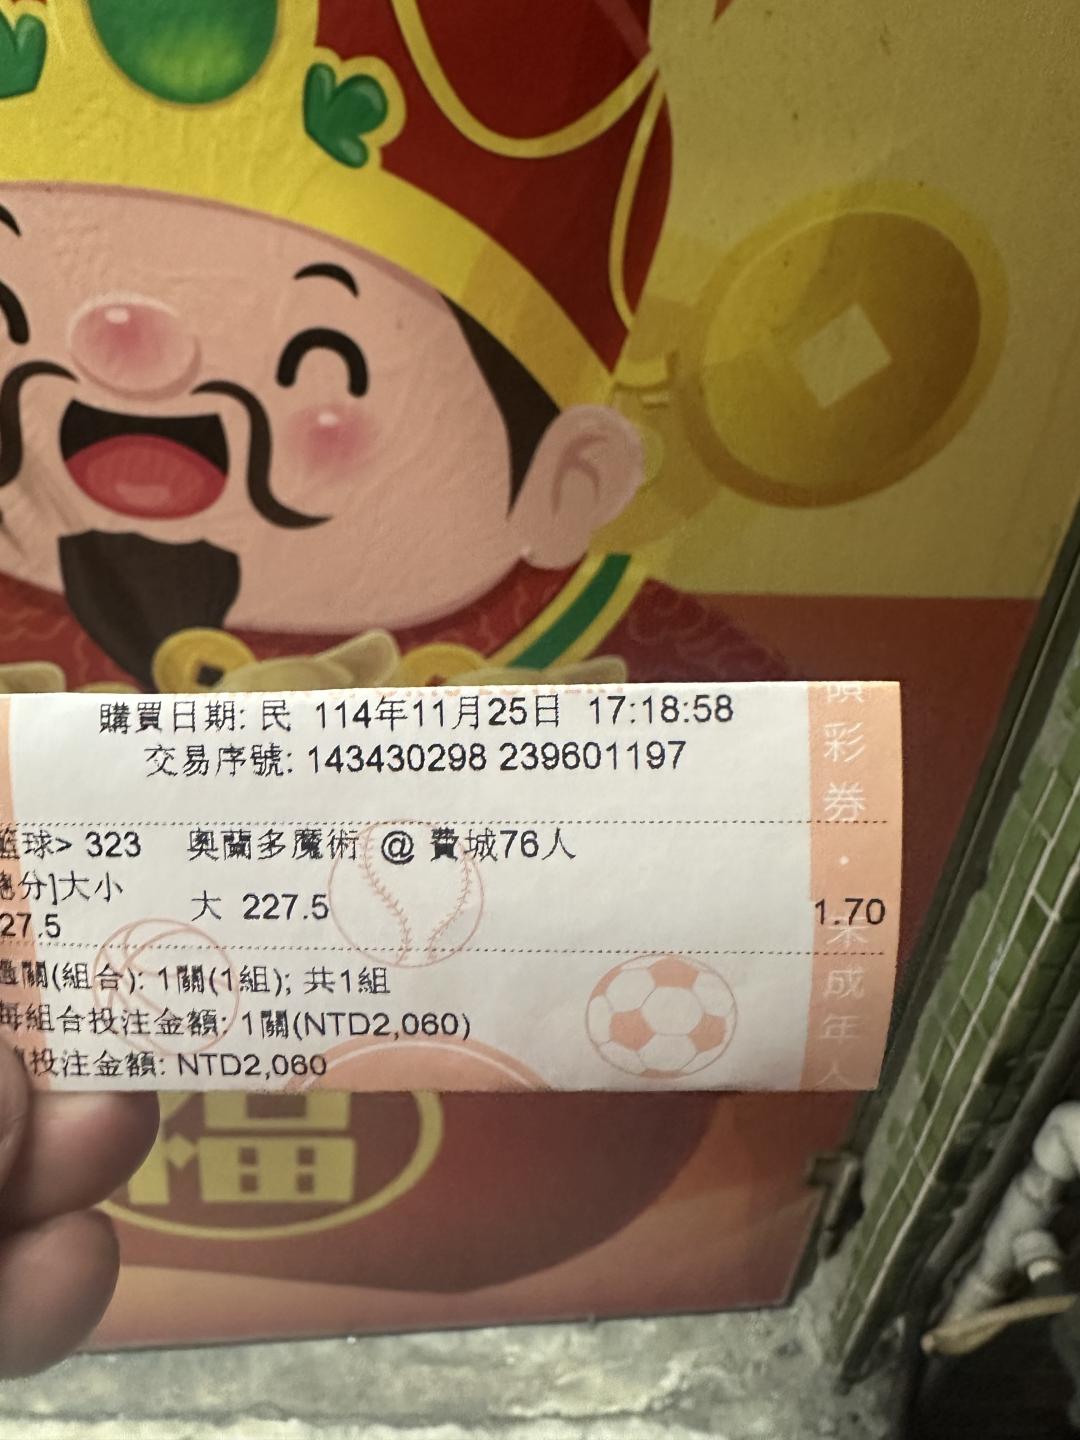 購買日期: 民 114年11月25日 17:18:58
交易序號: 143430298 239601197
籃球> 323 奧蘭多魔術 @ 費城76人
總分]大小
大 227.5
1.70
27.5
過關(組合): 1關(1組); 共1組
每組合投注金額: 1關(NTD2,060)
投注金額: NTD2,060
彩券・未成年人
福